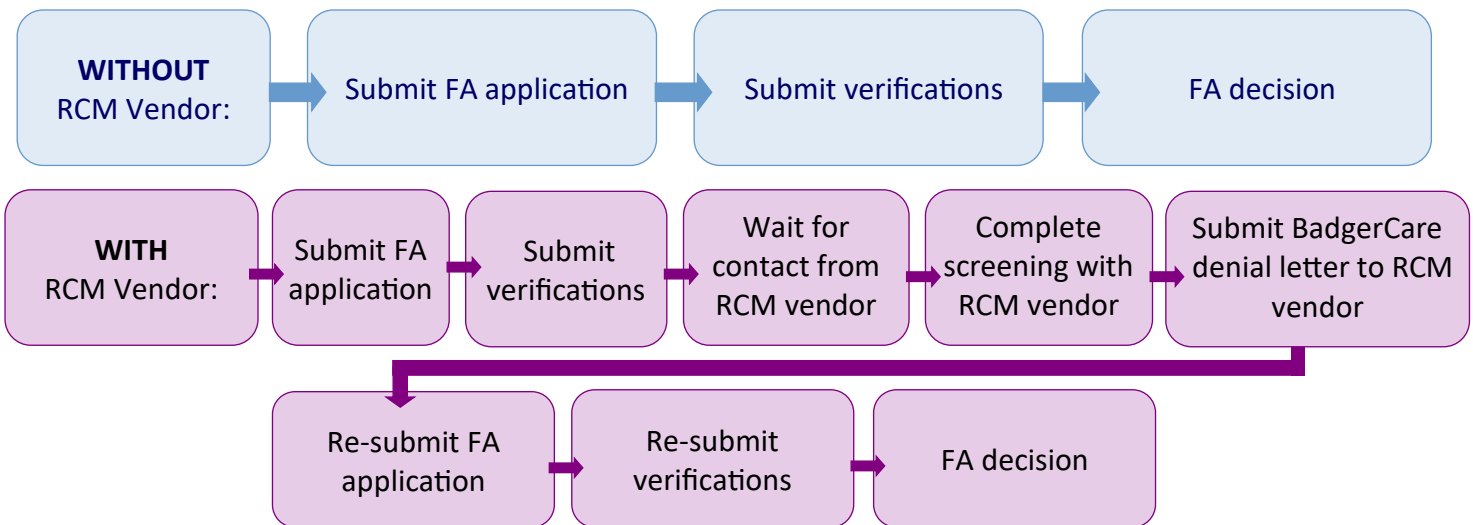 WITHOUT
RCM Vendor:
Submit FA application
Submit verifications
FA decision
WITH
RCM Vendor:
Submit FA
application
Submit
verifications
Wait for
contact from
RCM vendor
Complete
screening with
RCM vendor
Submit BadgerCare
denial letter to RCM
vendor
Re-submit FA
application
Re-submit
verifications
FA decision